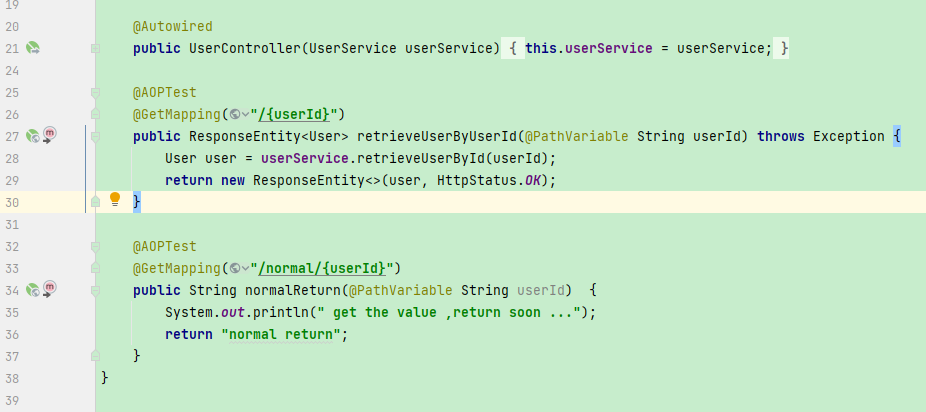 19
20 @Autowired
21 public UserController(UserService userService) { this.userService = userService; }
24
25 @AOPTest
26 @GetMapping("/{userId}")
27 public ResponseEntity<User> retrieveUserByUserId(@PathVariable String userId) throws Exception {
28 User user = userService.retrieveUserById(userId);
29 return new ResponseEntity<>(user, HttpStatus.OK);
30 }
31
32 @AOPTest
33 @GetMapping("/normal/{userId}")
34 public String normalReturn(@PathVariable String userId) {
35 System.out.println(" get the value ,return soon ...");
36 return "normal return";
37 }
38 }
39